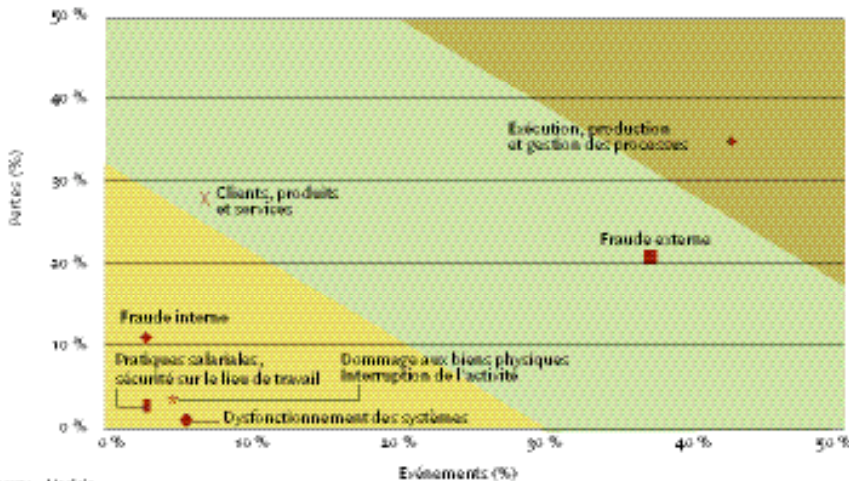 50 %
40 %
30 %
20 %
10 %
0 %
Pertes (%)
Exécution, production
et gestion des processes
Clients, produits
et services
Fraude externe
Fraude interne
Pratiques salariales,
sécurité sur le lieu de travail
Dommage aux biens physiques
Interruption de l'activité
Dysfonctionnement des systèmes
0 %
10 %
20 %
30 %
40 %
50 %
Evénements (%)